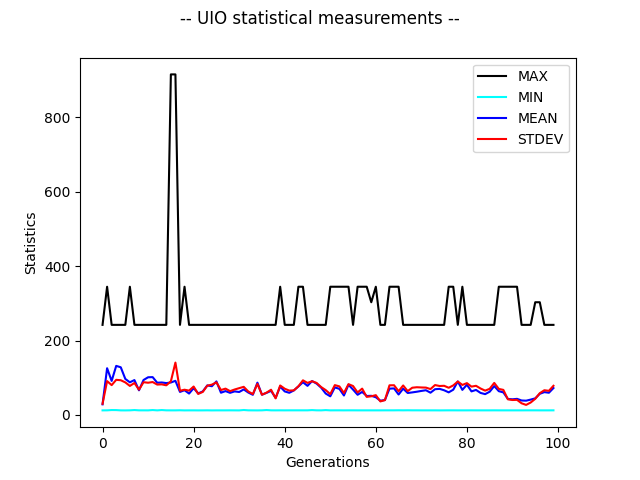 -- UIO statistical measurements --
MAX
MIN
MEAN
STDEV
Statistics
800
600
400
200
0
0 20 40 60 80 100
Generations